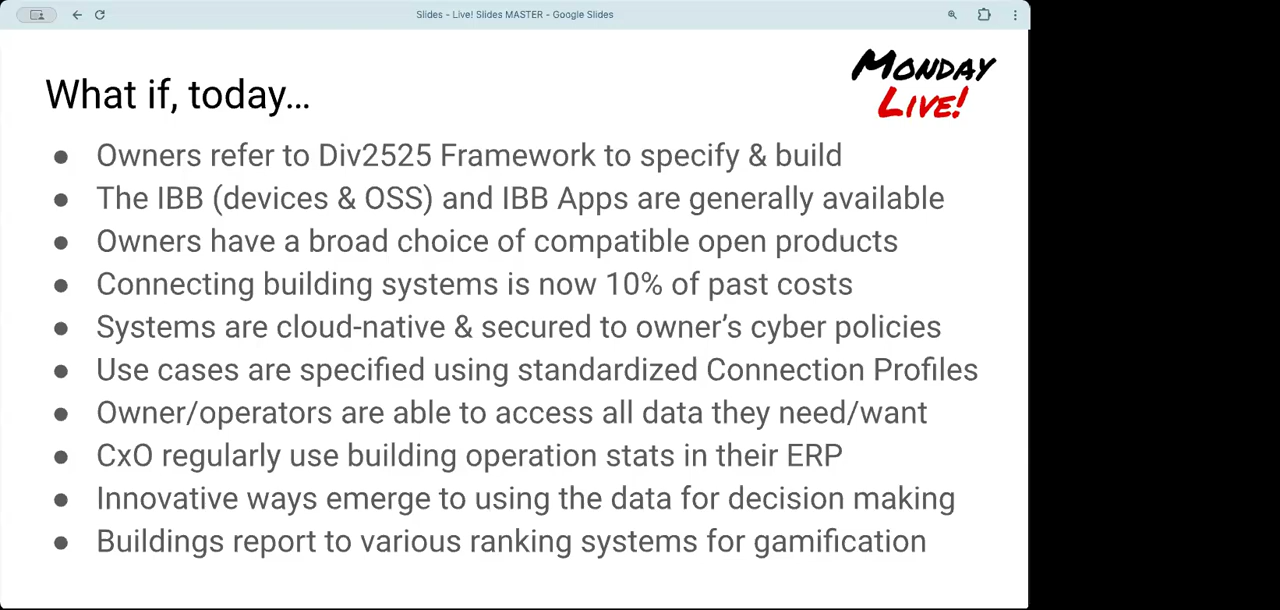 Slides - Live! Slides MASTER - Google Slides
MONDAY
LIVE!
What if, today…
● Owners refer to Div2525 Framework to specify & build
● The IBB (devices & OSS) and IBB Apps are generally available
● Owners have a broad choice of compatible open products
● Connecting building systems is now 10% of past costs
● Systems are cloud-native & secured to owner’s cyber policies
● Use cases are specified using standardized Connection Profiles
● Owner/operators are able to access all data they need/want
● CxO regularly use building operation stats in their ERP
● Innovative ways emerge to using the data for decision making
● Buildings report to various ranking systems for gamification